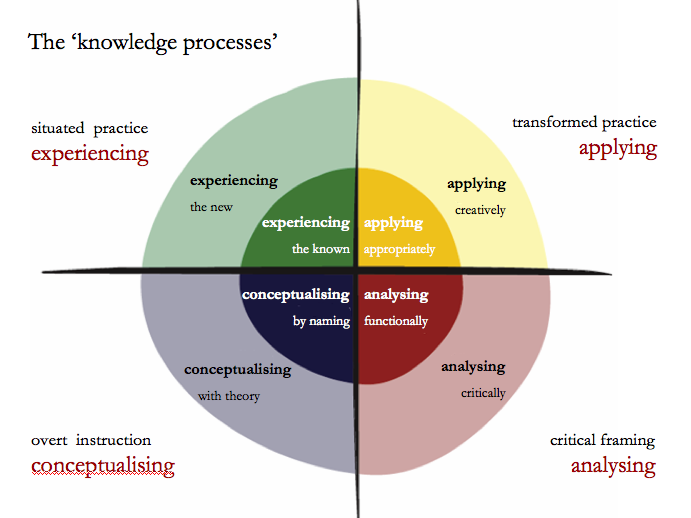 The ‘knowledge processes’
situated practice
experiencing
transformed practice
applying
experiencing
the new
applying
creatively
experiencing
the known
applying
appropriately
conceptualising
by naming
analysing
functionally
conceptualising
with theory
analysing
critically
overt instruction
conceptualising
critical framing
analysing